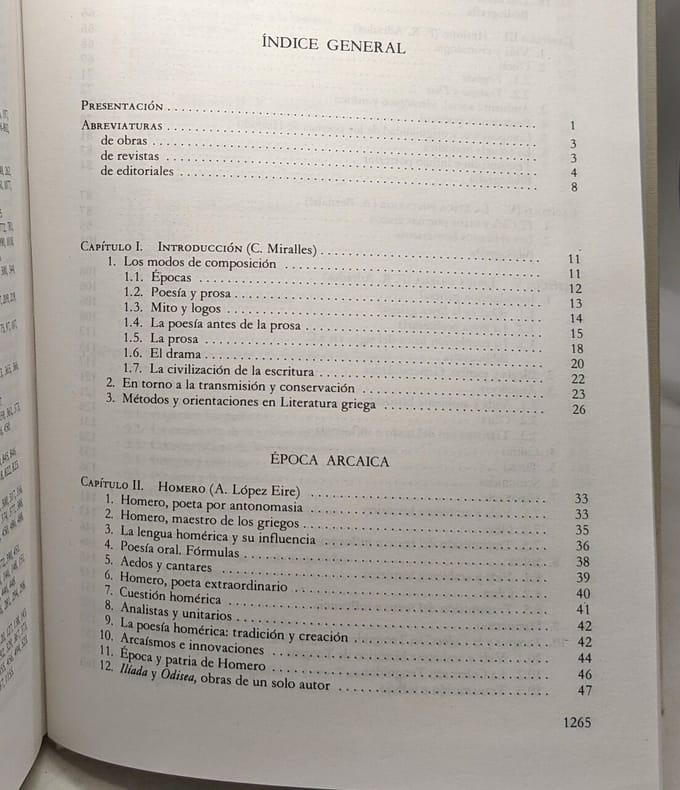 ÍNDICE GENERAL
PRESENTACIÓN 1
ABREVIATURAS 3
de obras 3
de revistas 4
de editoriales 8
CAPÍTULO I. INTRODUCCIÓN (C. Miralles) 11
1. Los modos de composición 11
1.1. Épocas 12
1.2. Poesía y prosa 13
1.3. Mito y logos 14
1.4. La poesía antes de la prosa 15
1.5. La prosa 18
1.6. El drama 20
1.7. La civilización de la escritura 22
2. En torno a la transmisión y conservación 23
3. Métodos y orientaciones en Literatura griega 26
ÉPOCA ARCAICA
CAPÍTULO II. HOMERO (A. López Eire) 33
1. Homero, poeta por antonomasia 33
2. Homero, maestro de los griegos 35
3. La lengua homérica y su influencia 36
4. Poesía oral. Fórmulas 38
5. Aedos y cantares 39
6. Homero, poeta extraordinario 40
7. Cuestión homérica 41
8. Analistas y unitarios 42
9. La poesía homérica: tradición y creación 42
10. Arcaísmos e innovaciones 44
11. Época y patria de Homero 46
12. Ilíada y Odisea, obras de un solo autor 47
1265